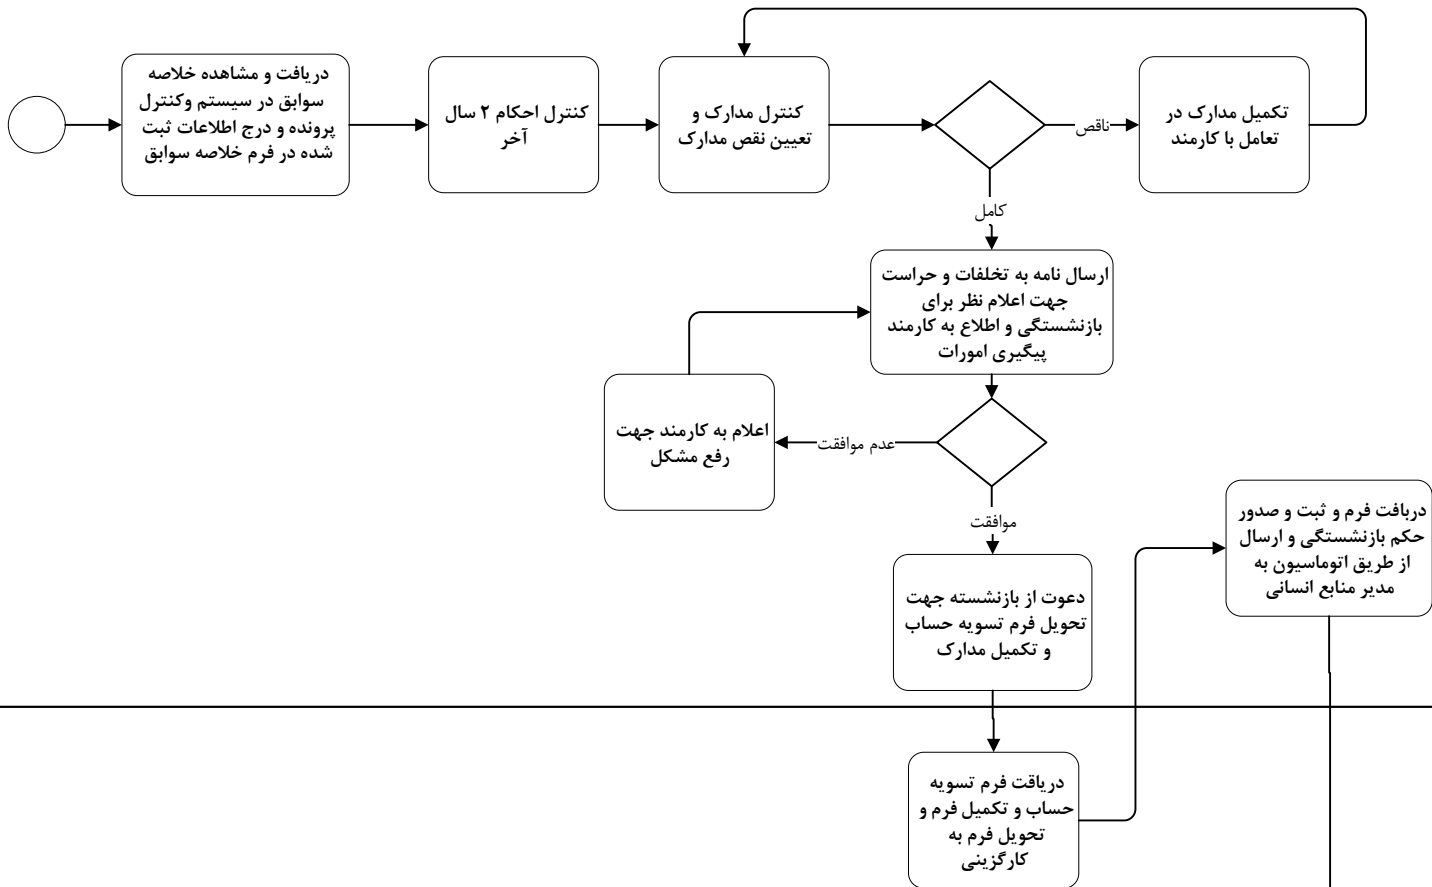 دریافت و مشاهده خلاصه
سوابق در سیستم وکنترل
پرونده و درج اطلاعات ثبت
شده در فرم خلاصه سوابق
کنترل احکام ۲ سال
آخر
کنترل مدارک و
تعیین نقص مدارک
ناقص
تکمیل مدارک در
تعامل با کارمند
کامل
ارسال نامه به تخلفات و حراست
جهت اعلام نظر برای
بازنشستگی و اطلاع به کارمند
پیگیری امورات
عدم موافقت
اعلام به کارمند جهت
رفع مشکل
موافقت
دعوت از بازنشسته جهت
تحویل فرم تسویه حساب
و تکمیل مدارک
دریاقت فرم تسویه
حساب و تکمیل فرم و
تحویل فرم به
کارگزینی
دربافت فرم و ثبت و صدور
حکم بازنشستگی و ارسال
از طریق اتوماسیون به
مدیر منابع انسانی